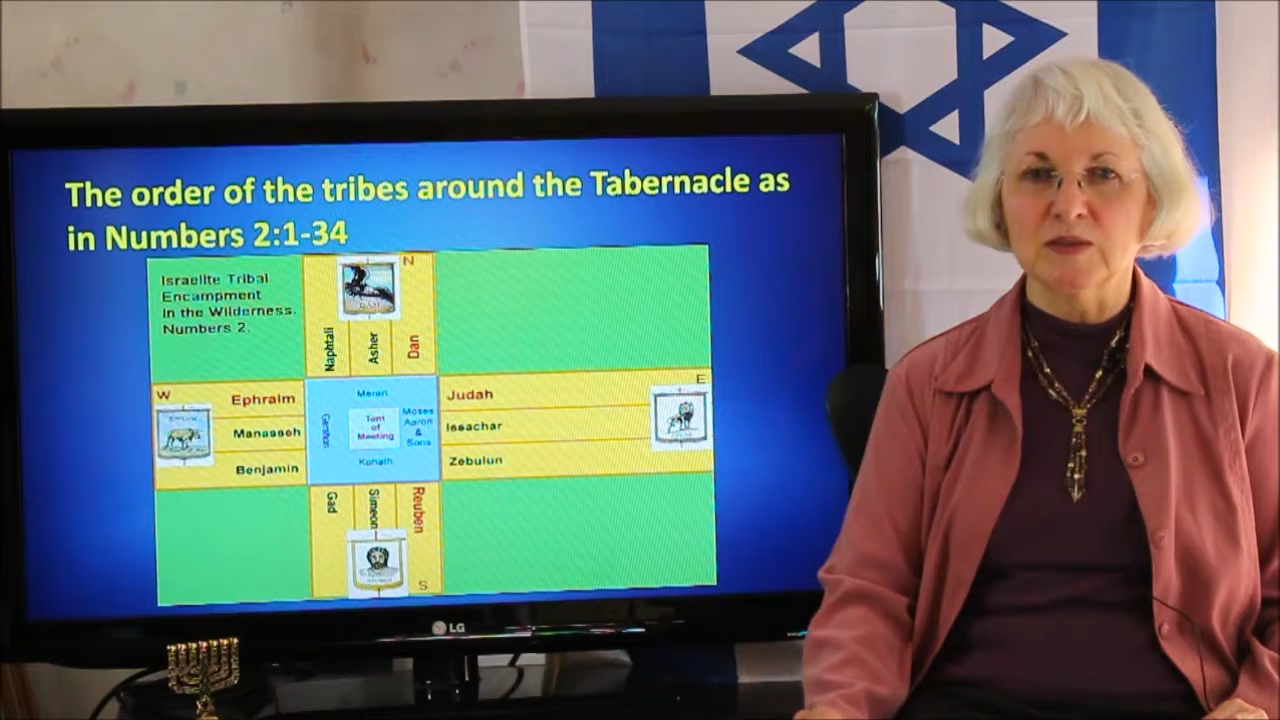 The order of the tribes around the Tabernacle as
in Numbers 2:1-34
Israelite Tribal
Encampment
in the Wilderness.
Numbers 2.
N
DAN
Naphtali
Asher
Dan
W
Ephraim
Manasseh
Benjamin
Merari
Gershon
Tent
of
Meeting
Moses
Aaron
&
Sons
Kohath
E
Judah
Issachar
Zebulun
Gad
Simeon
Reuben
S
LG